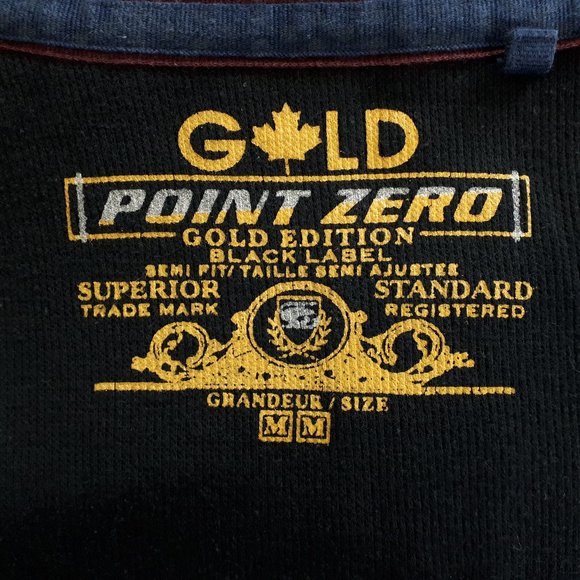 G LD
POINT ZERO
GOLD EDITION
BLACK LABEL
SEMI FIT/TAILLE SEMI AJUSTEE
SUPERIOR STANDARD
TRADE MARK REGISTERED
GRANDEUR/SIZE
M M